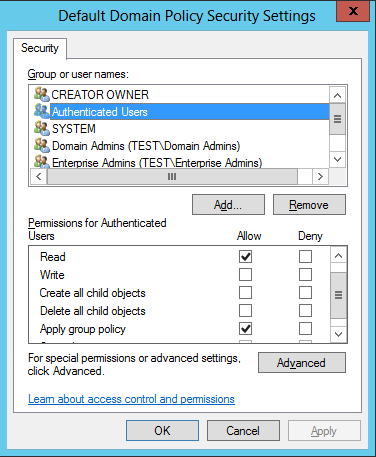 Default Domain Policy Security Settings
x
Security
Group or user names:
CREATOR OWNER
Authenticated Users
SYSTEM
Domain Admins (TEST\Domain Admins)
Enterprise Admins (TEST\Enterprise Admins)
Add... Remove
Permissions for Authenticated
Users Allow Deny
Read
Write
Create all child objects
Delete all child objects
Apply group policy
For special permissions or advanced settings,
click Advanced.
Advanced
Learn about access control and permissions
OK Cancel Apply